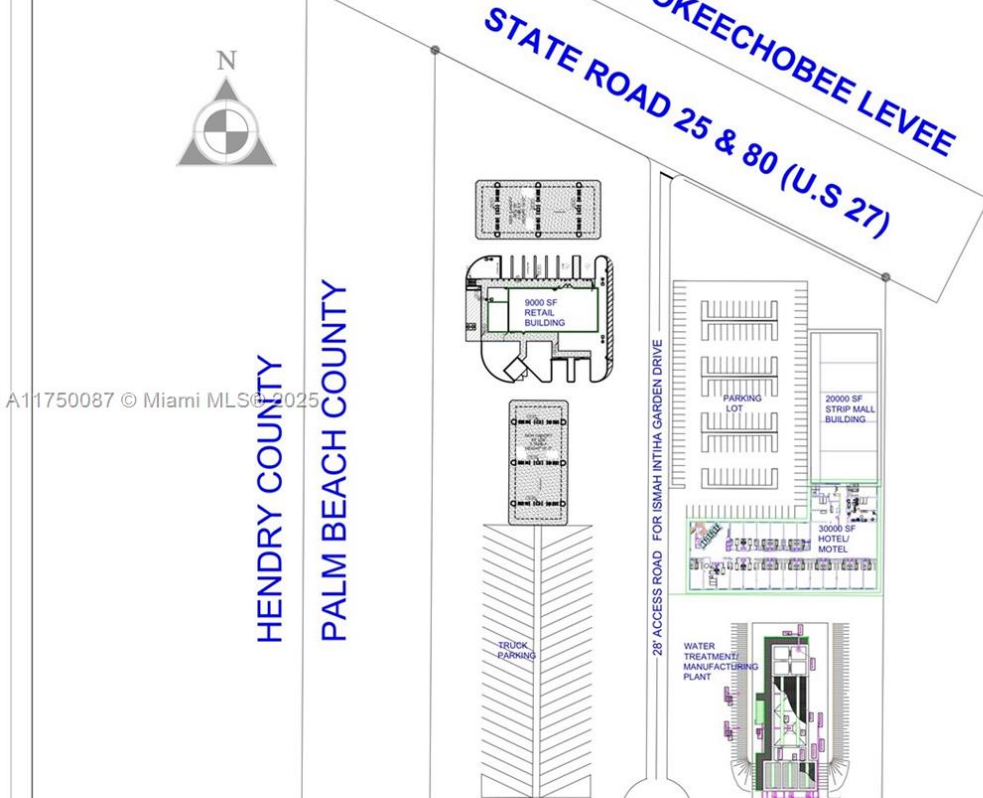 OKEECHOBEE LEVEE
STATE ROAD 25 & 80 (U.S 27)
N
9000 SF
RETAIL
BUILDING
HENDRY COUNTY
PALM BEACH COUNTY
A11750087 © Miami MLS® 2025
28' ACCESS ROAD FOR ISMAH INTIHA GARDEN DRIVE
PARKING
LOT
20000 SF
STRIP MALL
BUILDING
30000 SF
HOTEL/
MOTEL
TRUCK
PARKING
WATER
TREATMENT/
MANUFACTURING
PLANT